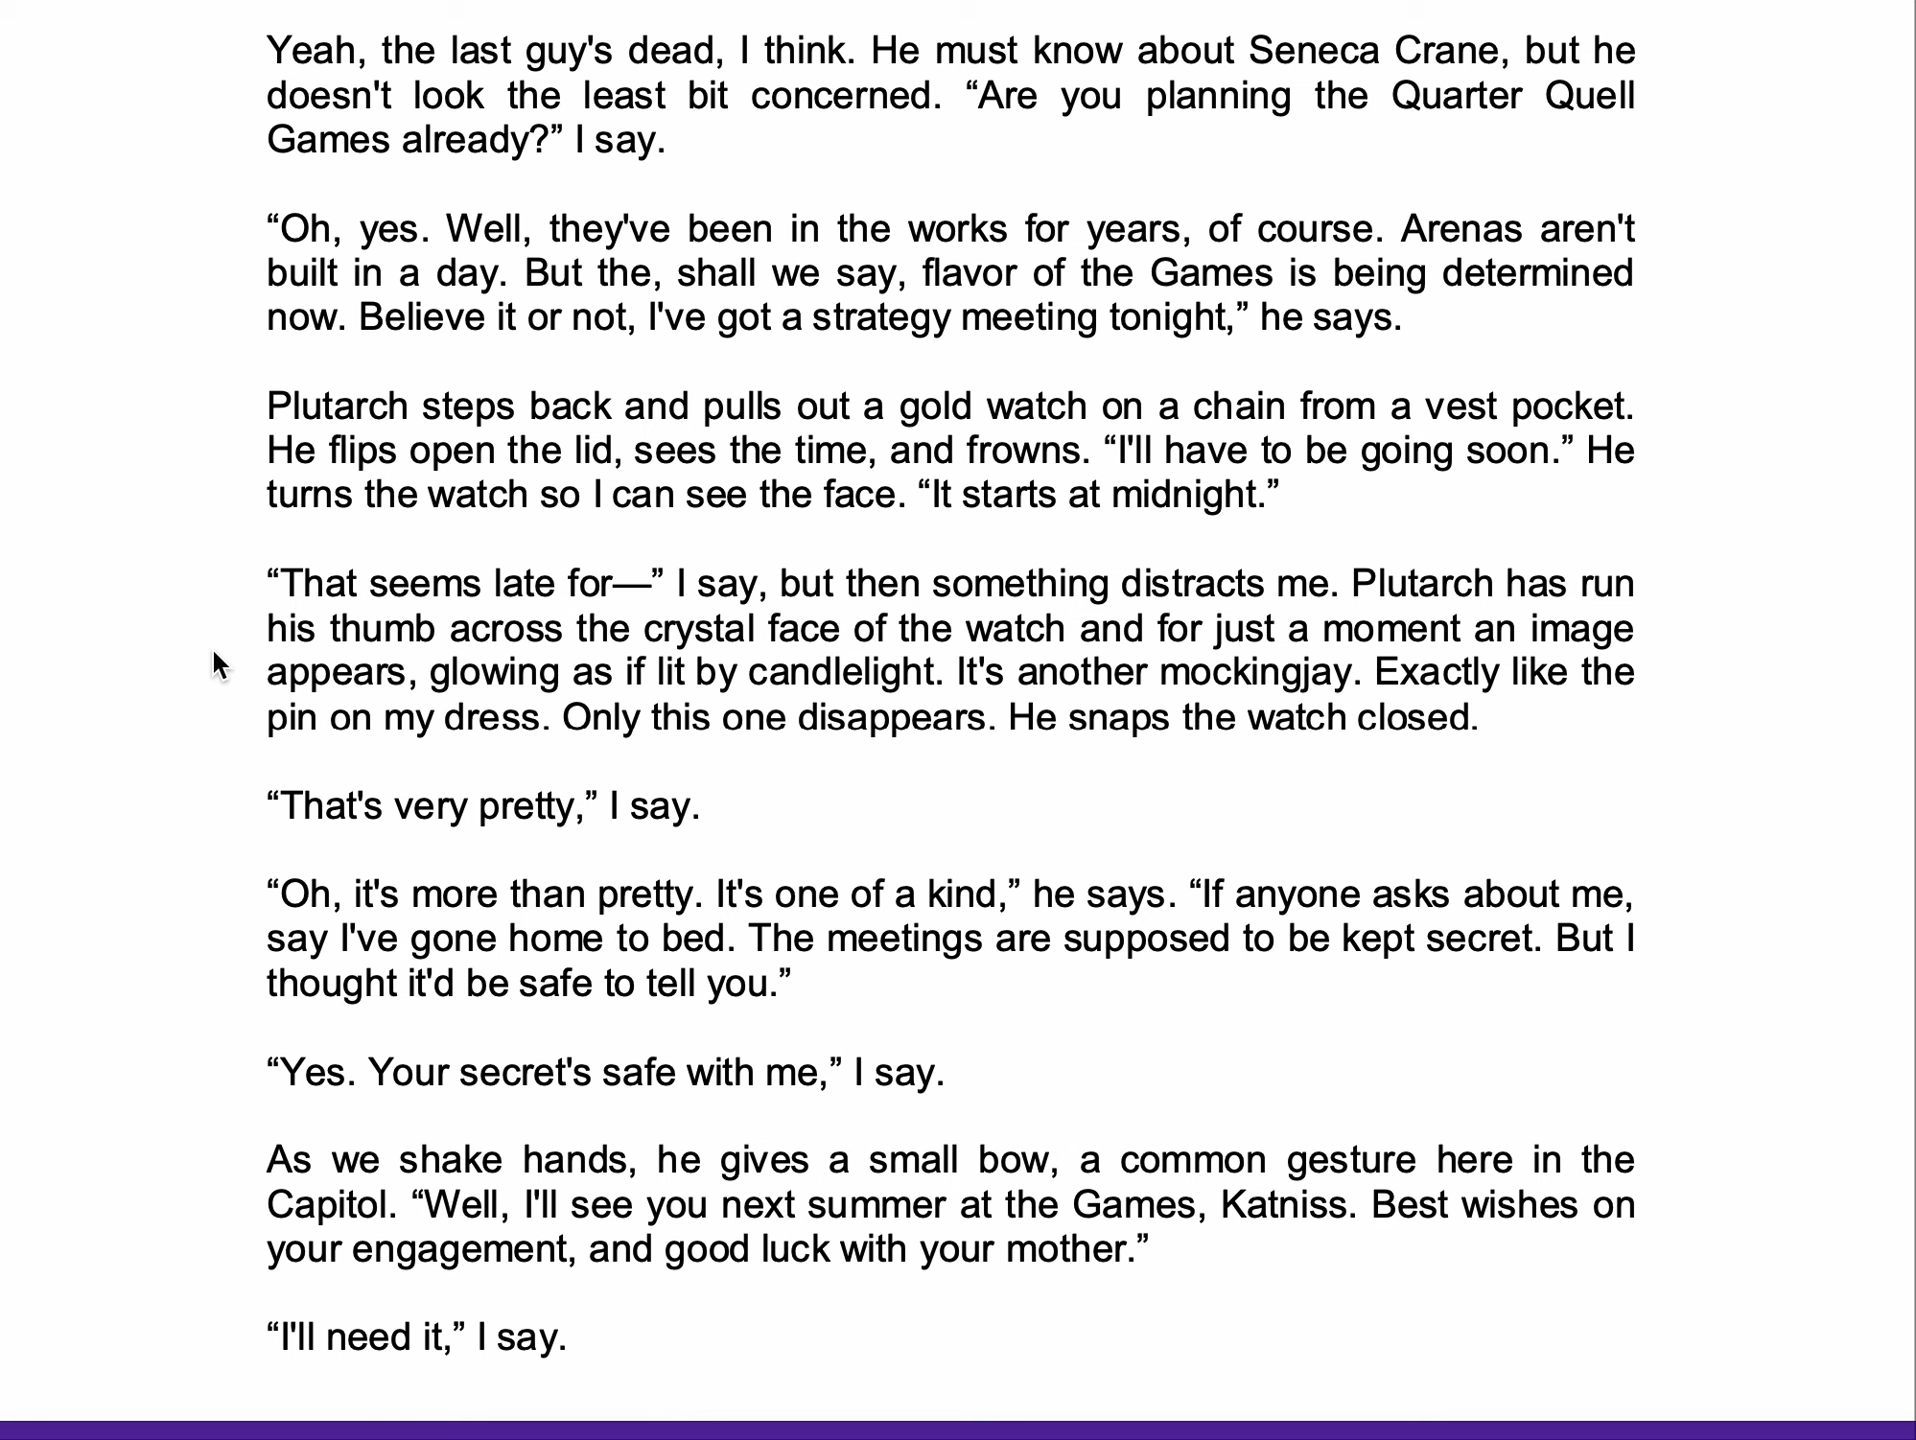 Yeah, the last guy's dead, I think. He must know about Seneca Crane, but he
doesn't look the least bit concerned. “Are you planning the Quarter Quell
Games already?” I say.
“Oh, yes. Well, they've been in the works for years, of course. Arenas aren't
built in a day. But the, shall we say, flavor of the Games is being determined
now. Believe it or not, I've got a strategy meeting tonight,” he says.
Plutarch steps back and pulls out a gold watch on a chain from a vest pocket.
He flips open the lid, sees the time, and frowns. “I'll have to be going soon.” He
turns the watch so I can see the face. “It starts at midnight.”
“That seems late for—” I say, but then something distracts me. Plutarch has run
his thumb across the crystal face of the watch and for just a moment an image
appears, glowing as if lit by candlelight. It's another mockingjay. Exactly like the
pin on my dress. Only this one disappears. He snaps the watch closed.
“That's very pretty,” I say.
“Oh, it's more than pretty. It's one of a kind,” he says. “If anyone asks about me,
say I've gone home to bed. The meetings are supposed to be kept secret. But I
thought it'd be safe to tell you.”
“Yes. Your secret's safe with me,” I say.
As we shake hands, he gives a small bow, a common gesture here in the
Capitol. “Well, I'll see you next summer at the Games, Katniss. Best wishes on
your engagement, and good luck with your mother.”
“I'll need it,” I say.